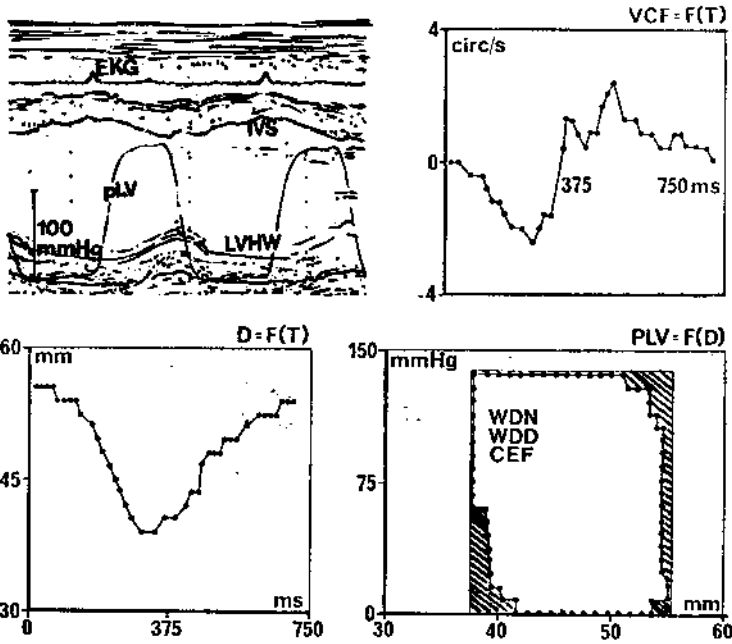 EKG
IVS
pLV
100
mmHg
LVHW
VCF=F(T)
4
circ/s
0
375
750 ms
-4
D=F(T)
60
mm
45
30
0
375
ms
750
PLV=F(D)
150
mmHg
WDN
WDD
CEF
75
0
30
40
50
mm
60